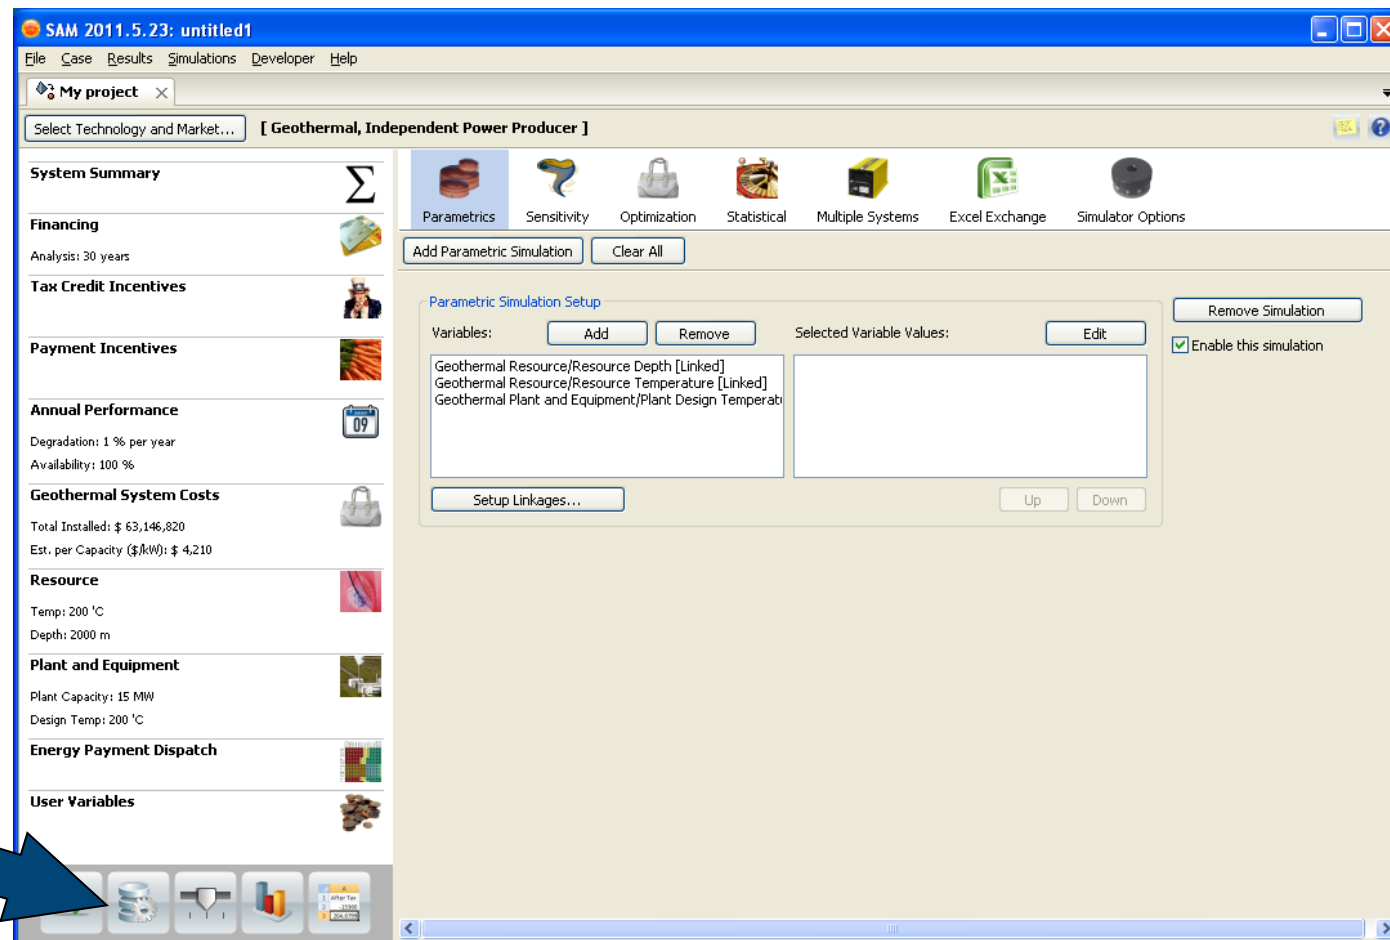 SAM 2011.5.23: untitled1
File Case Results Simulations Developer Help
My project
Select Technology and Market... [ Geothermal, Independent Power Producer ]
System Summary
Financing
Analysis: 30 years
Tax Credit Incentives
Payment Incentives
Annual Performance
09
Degradation: 1 % per year
Availability: 100 %
Geothermal System Costs
Total Installed: $ 63,146,820
Est. per Capacity ($/kW): $ 4,210
Resource
Temp: 200 'C
Depth: 2000 m
Plant and Equipment
Plant Capacity: 15 MW
Design Temp: 200 'C
Energy Payment Dispatch
User Variables
Parametrics Sensitivity Optimization Statistical Multiple Systems Excel Exchange Simulator Options
Add Parametric Simulation Clear All
Parametric Simulation Setup
Variables: Add Remove Selected Variable Values: Edit
Geothermal Resource/Resource Depth [Linked]
Geothermal Resource/Resource Temperature [Linked]
Geothermal Plant and Equipment/Plant Design Temperatu
Setup Linkages... Up Down
Remove Simulation
Enable this simulation
A
1 After Tax
2
3